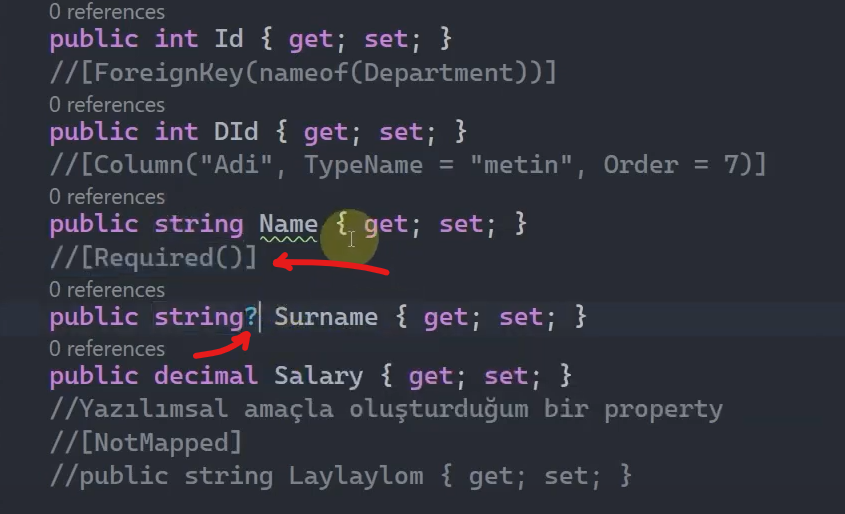 0 references
public int Id { get; set; }
//[ForeignKey(nameof(Department))]
0 references
public int DId { get; set; }
//[Column("Adi", TypeName = "metin", Order = 7)]
0 references
public string Name { get; set; }
//[Required()]
0 references
public string? Surname { get; set; }
0 references
public decimal Salary { get; set; }
//Yazılımsal amaçla oluşturduğum bir property
//[NotMapped]
//public string Laylaylom { get; set; }